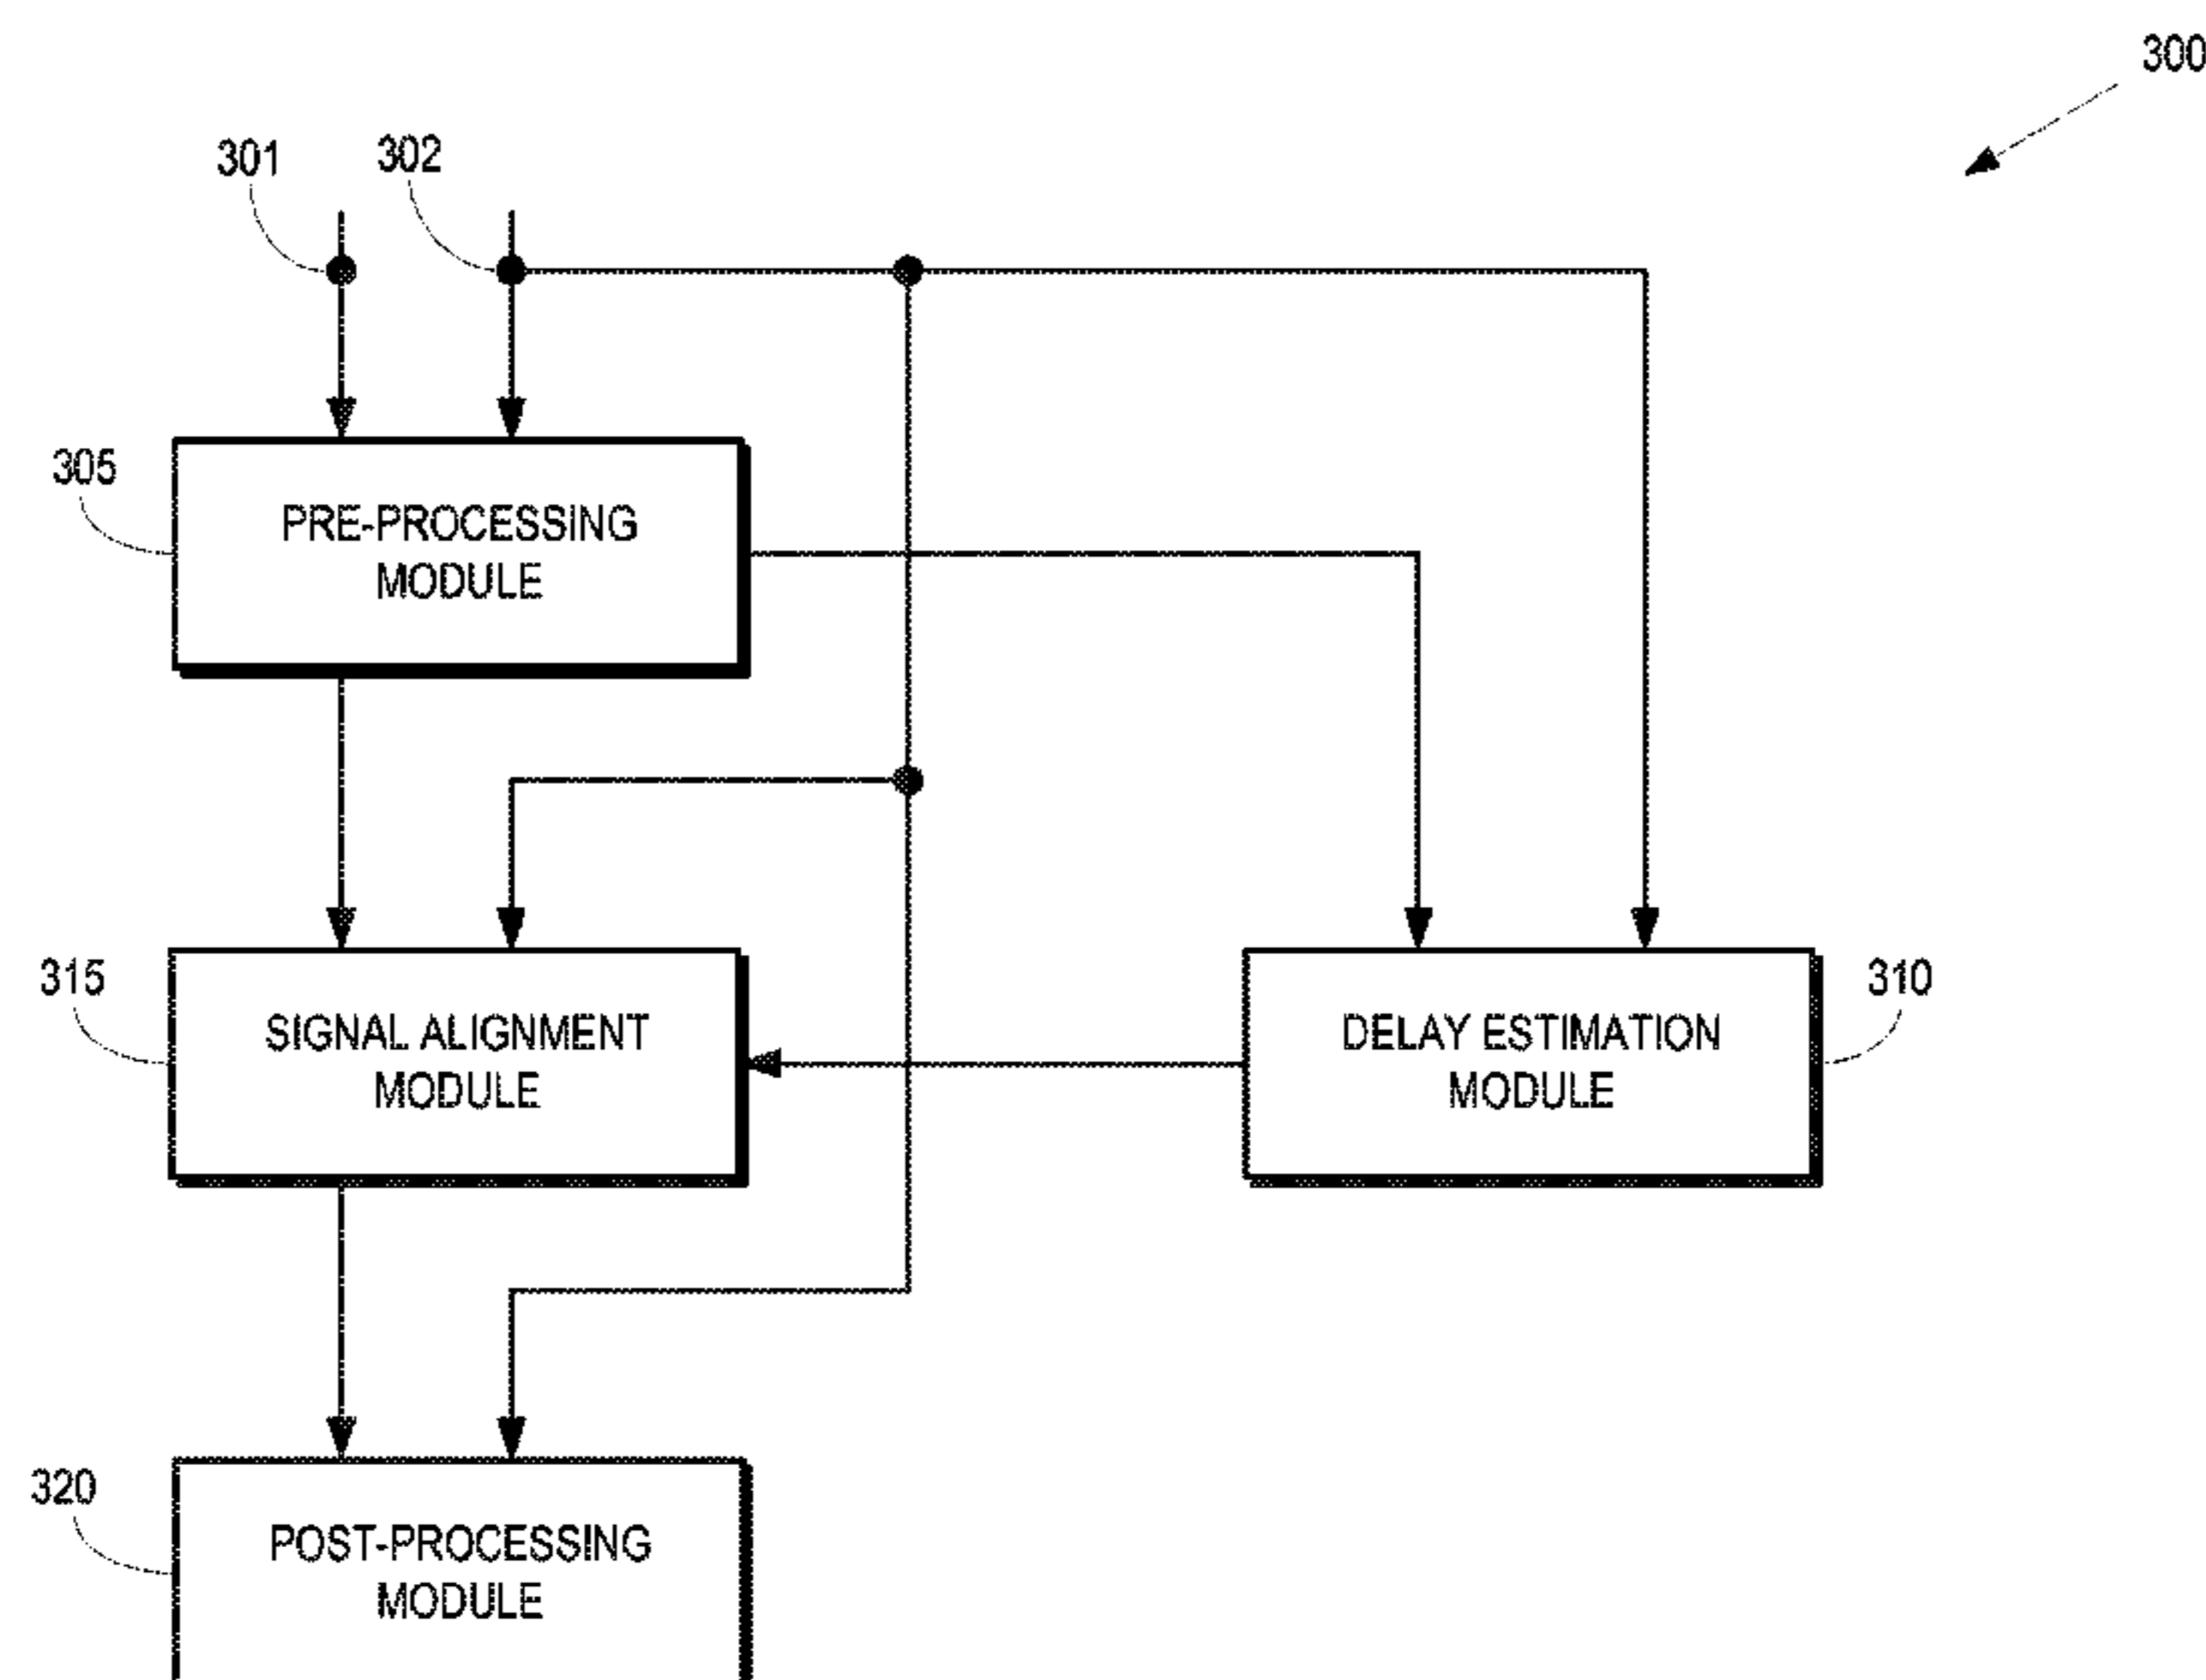 300
301
302
305
PRE-PROCESSING
MODULE
315
SIGNAL ALIGNMENT
MODULE
310
DELAY ESTIMATION
MODULE
320
POST-PROCESSING
MODULE